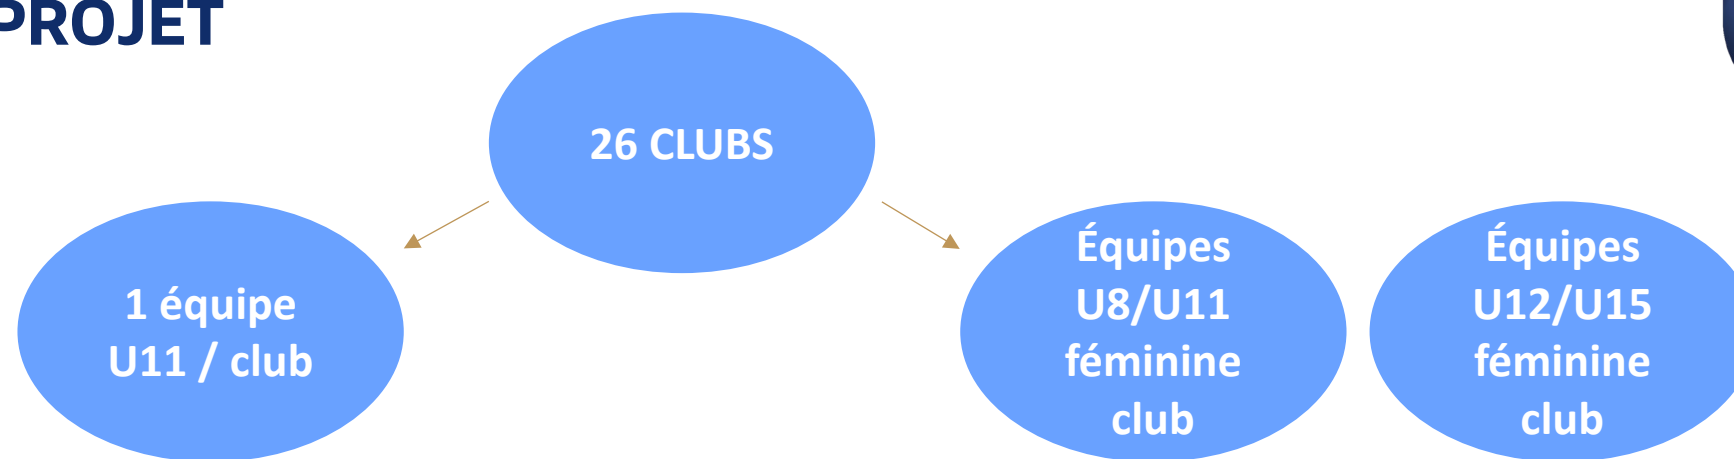 PROJET
26 CLUBS
1 équipe
U11 / club
Équipes
U8/U11
féminine
club
Équipes
U12/U15
féminine
club